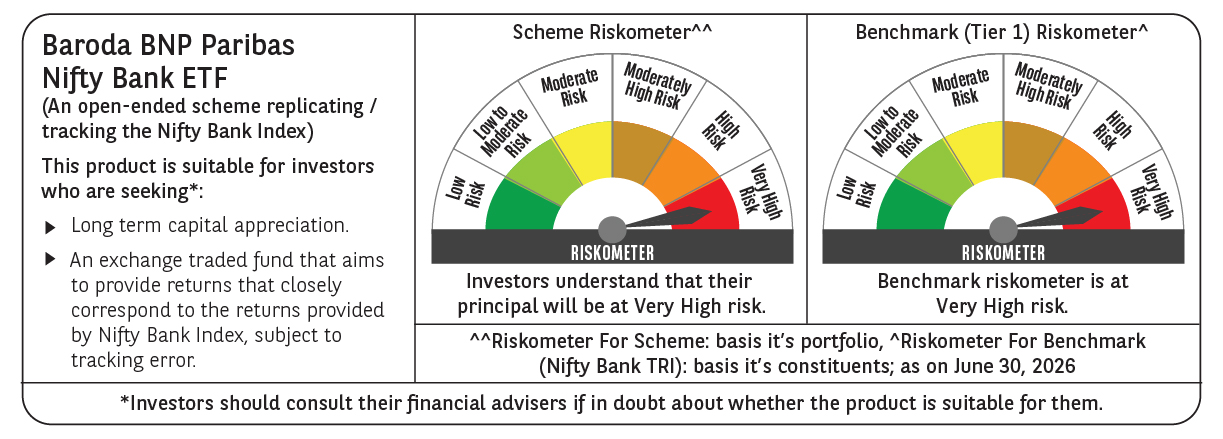 Baroda BNP Paribas
Nifty Bank ETF
(An open-ended scheme replicating /
tracking the Nifty Bank Index)
This product is suitable for investors
who are seeking*:
Long term capital appreciation.
An exchange traded fund that aims
to provide returns that closely
correspond to the returns provided
by Nifty Bank Index, subject to
tracking error.
Scheme Riskometer^^
Low
Risk
Low to
Moderate
Risk
Moderate
Risk
Moderately
High Risk
High
Risk
Very High
Risk
RISKOMETER
Investors understand that their
principal will be at Very High risk.
Benchmark (Tier 1) Riskometer^
Low
Risk
Low to
Moderate
Risk
Moderate
Risk
Moderately
High Risk
High
Risk
Very High
Risk
RISKOMETER
Benchmark riskometer is at
Very High risk.
^^Riskometer For Scheme: basis it's portfolio, ^Riskometer For Benchmark
(Nifty Bank TRI): basis it's constituents; as on June 30, 2026
*Investors should consult their financial advisers if in doubt about whether the product is suitable for them.